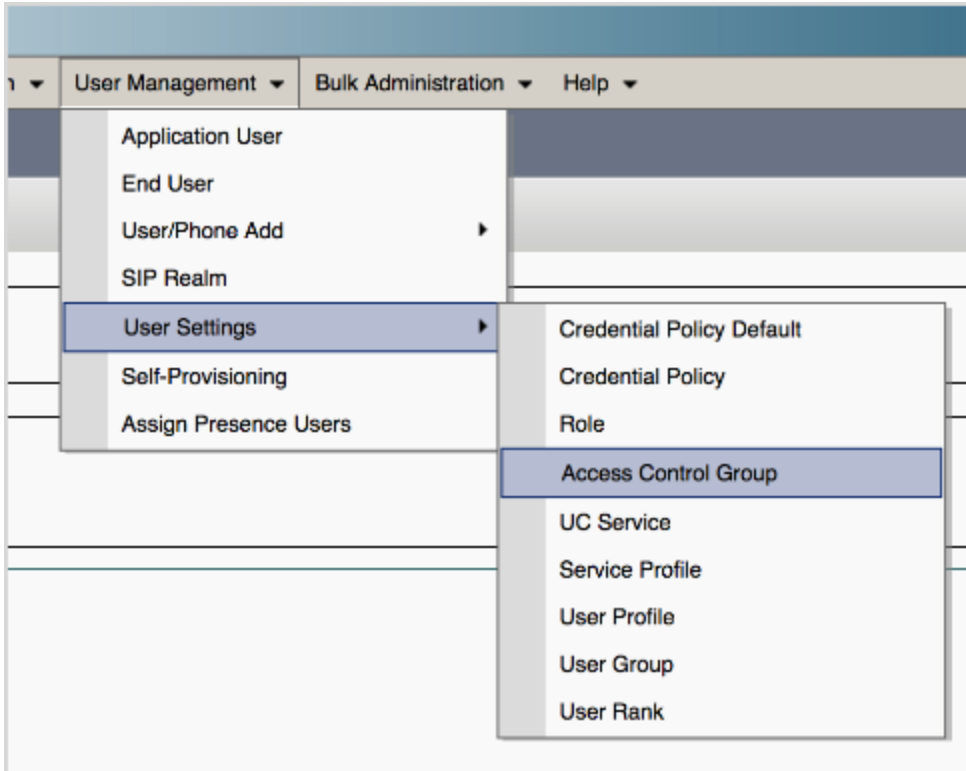 User Management Bulk Administration Help
Application User
End User
User/Phone Add
SIP Realm
User Settings
Self-Provisioning
Assign Presence Users
Credential Policy Default
Credential Policy
Role
Access Control Group
UC Service
Service Profile
User Profile
User Group
User Rank